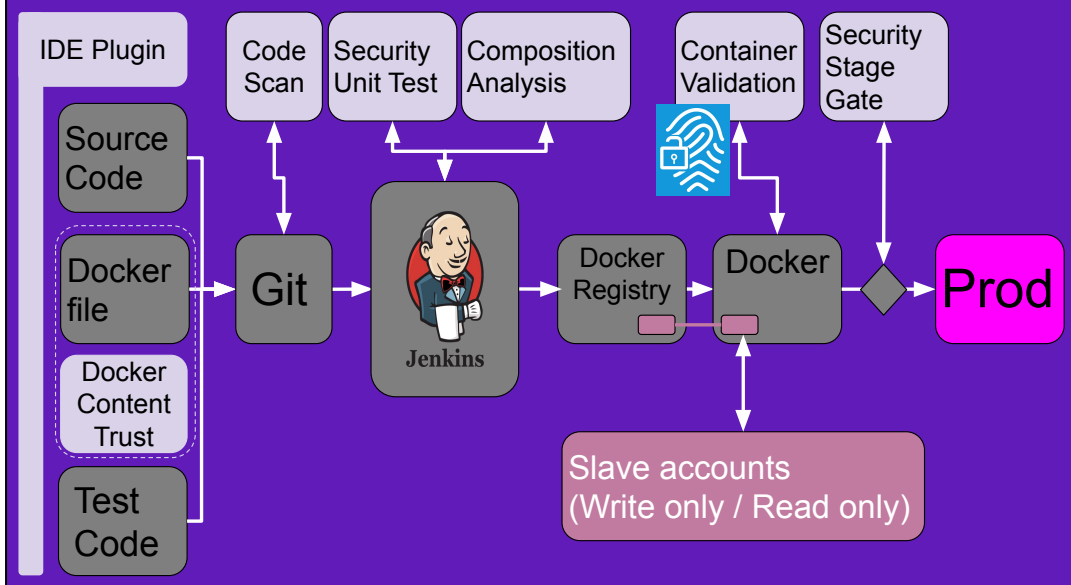 IDE Plugin
Code
Scan
Security
Unit Test
Composition
Analysis
Container
Validation
Security
Stage
Gate
Source
Code
Docker
file
Docker
Content
Trust
Test
Code
Git
Jenkins
Docker
Registry
Docker
Prod
Slave accounts
(Write only / Read only)